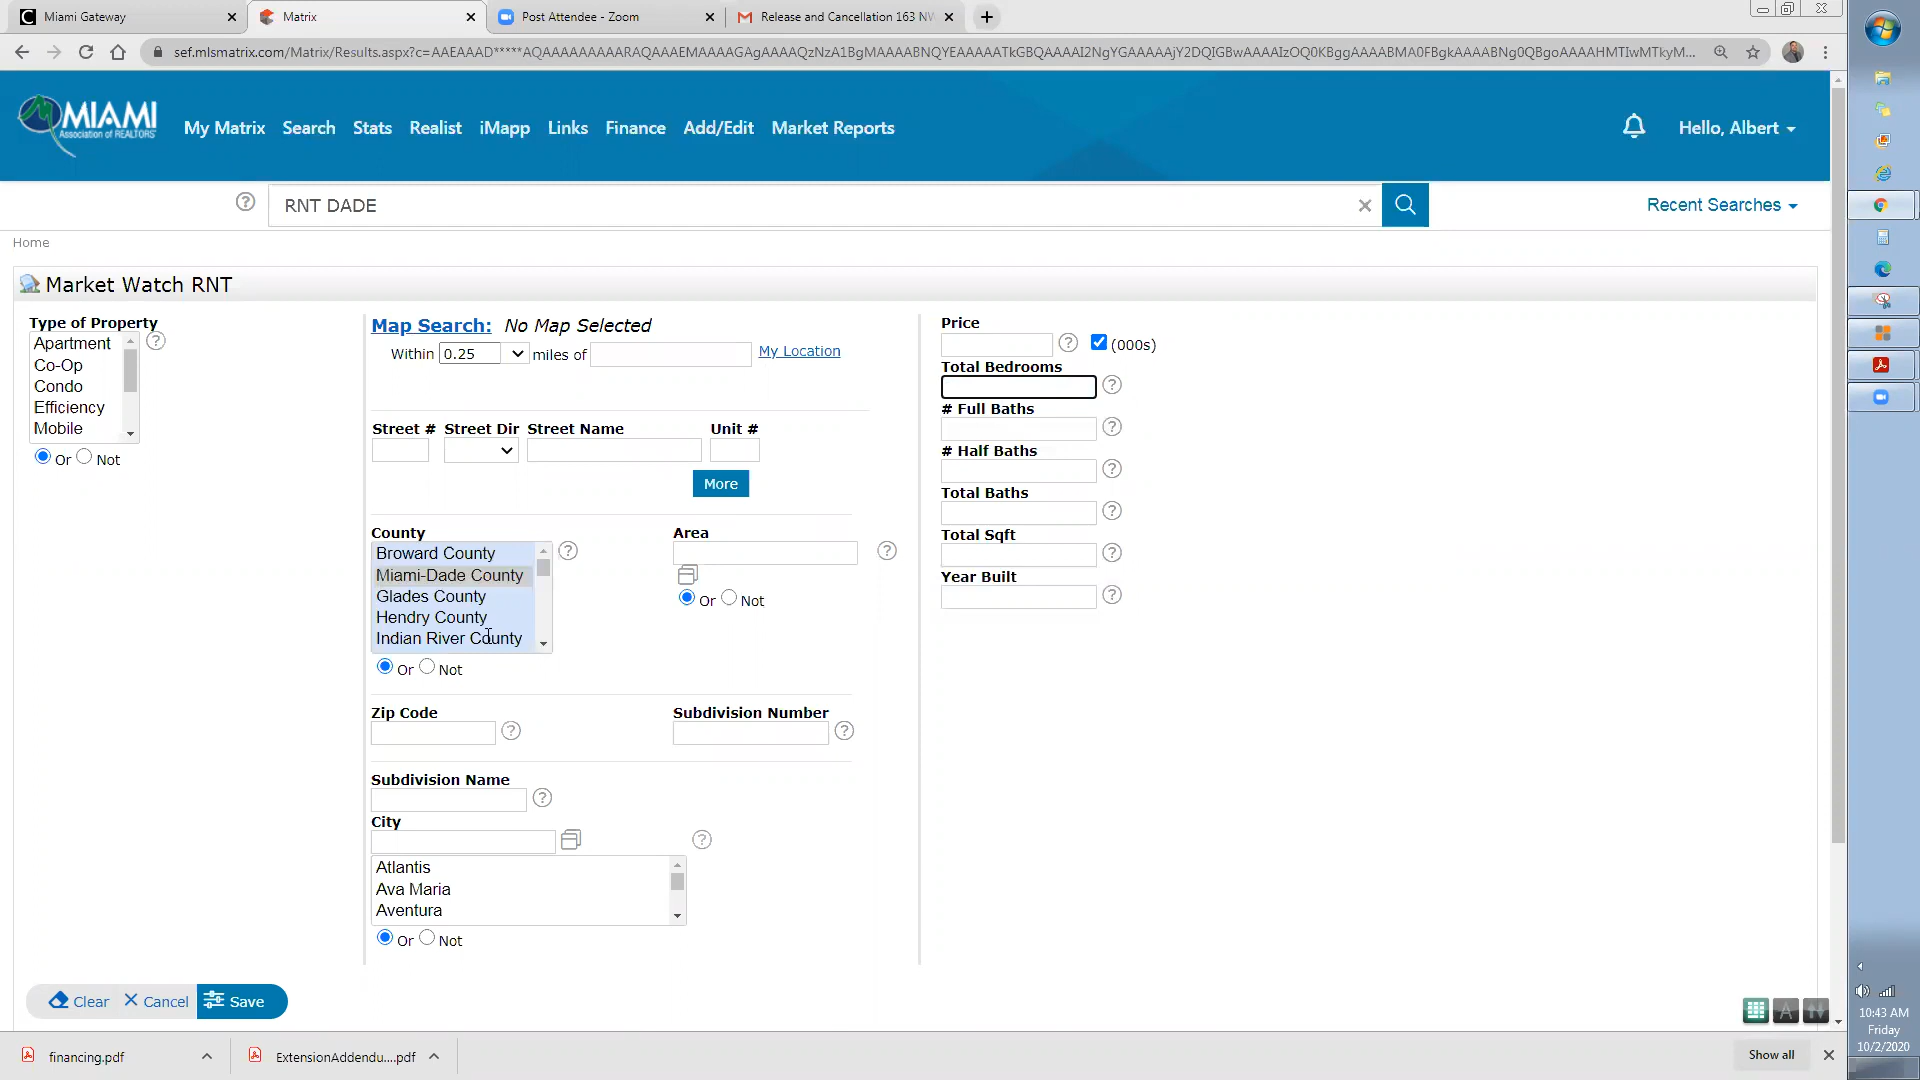 Miami Gateway
Matrix
Post Attendee - Zoom
Release and Cancellation 163 NW
sef.mlsmatrix.com/Matrix/Results.aspx?c=AAEAAAD*****AQAAAAAAAAARAQAAAEMAAAAGAgAAAAQzNzA1BgMAAAABNQYEAAAAATkGBQAAAAI2NgYGAAAAAjY2DQIGBwAAAAIzOQ0KBggAAAABMA0FBgkAAAABNg0QBgoAAAAHMTIwMTkyM...
MIAMI
Association of REALTORS®
My Matrix
Search
Stats
Realist
iMapp
Links
Finance
Add/Edit
Market Reports
Hello, Albert
RNT DADE
Recent Searches
Home
Market Watch RNT
Type of Property
Apartment
Co-Op
Condo
Efficiency
Mobile
Or Not
Map Search: No Map Selected
Within 0.25 miles of My Location
Street # Street Dir Street Name Unit #
More
County
Broward County
Miami-Dade County
Glades County
Hendry County
Indian River County
Or Not
Area
Or Not
Zip Code
Subdivision Number
Subdivision Name
City
Atlantis
Ava Maria
Aventura
Or Not
Price
(000s)
Total Bedrooms
# Full Baths
# Half Baths
Total Baths
Total Sqft
Year Built
Clear Cancel Save
financing.pdf
ExtensionAddendu....pdf
Show all
10:43 AM
Friday
10/2/2020